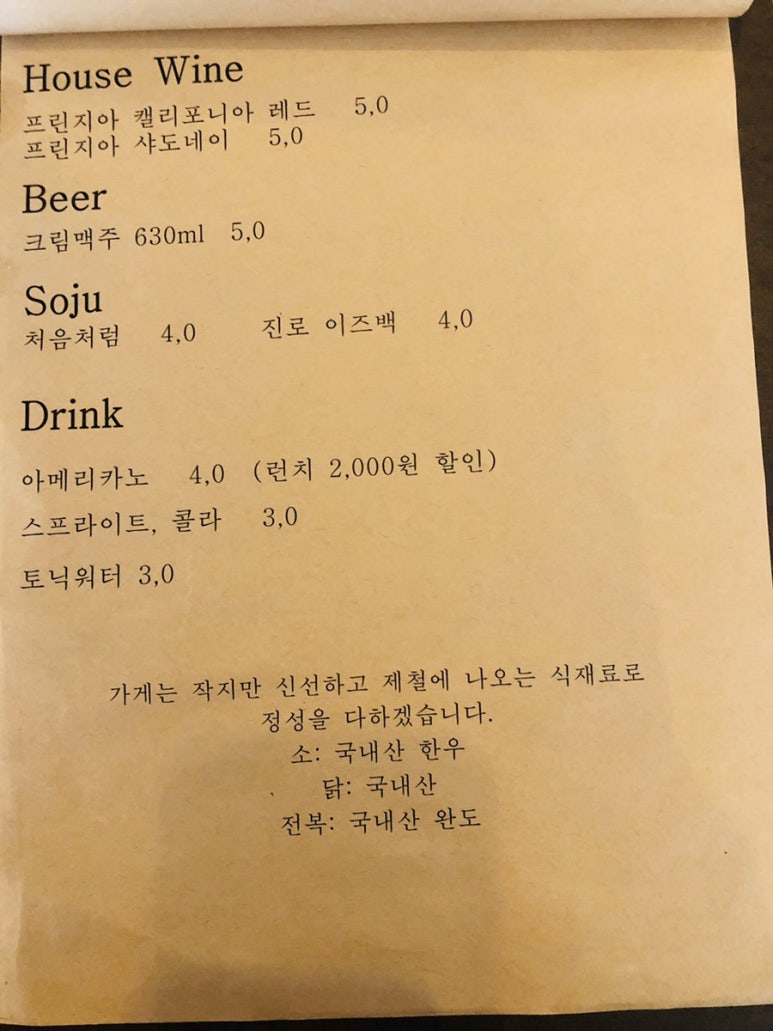 House Wine
프린지아 캘리포니아 레드 5,0
프린지아 샤도네이 5,0
Beer
크림맥주 630ml 5,0
Soju
처음처럼 4,0 진로 이즈백 4,0
Drink
아메리카노 4,0 (런치 2,000원 할인)
스프라이트, 콜라 3,0
토닉워터 3,0
가게는 작지만 신선하고 제철에 나오는 식재료로
정성을 다하겠습니다.
소: 국내산 한우
닭: 국내산
전복: 국내산 완도